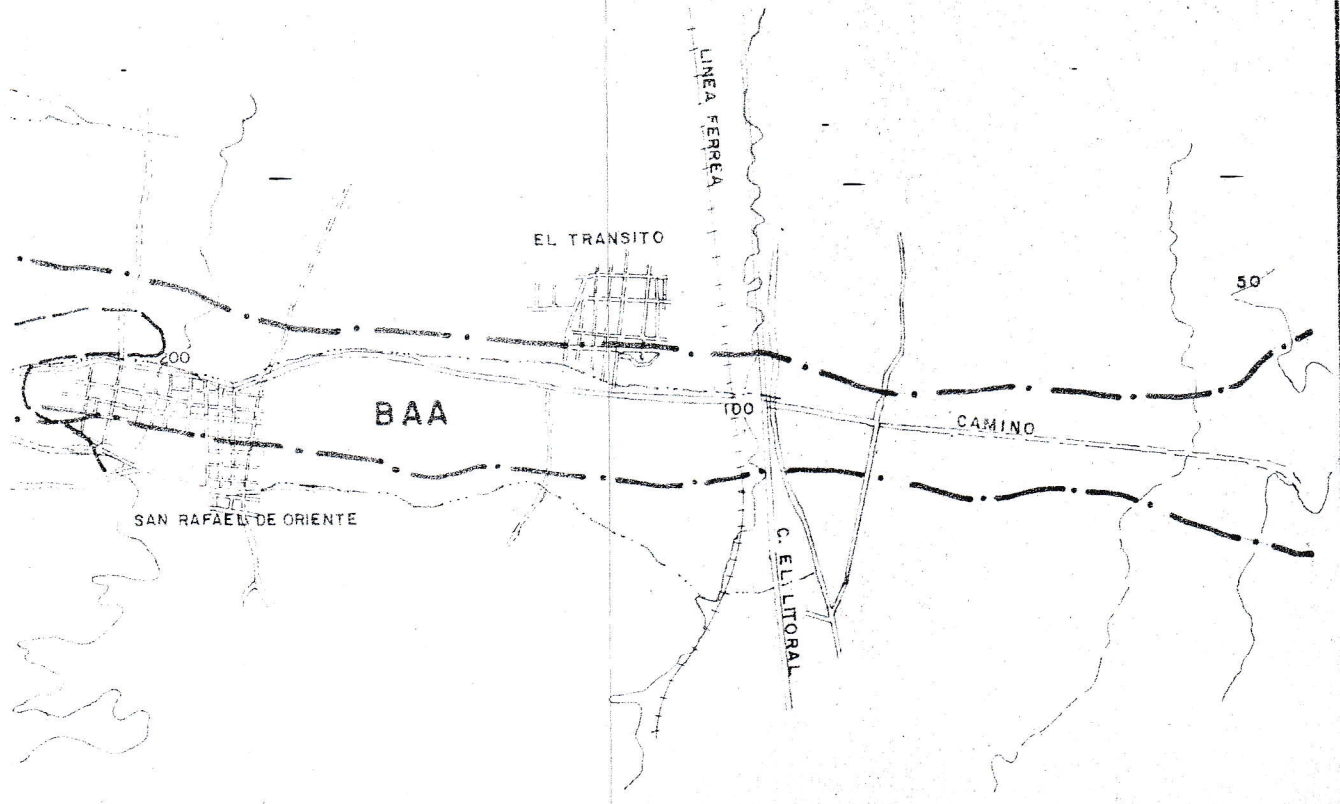 LINEA FERREA
EL TRANSITO
50
200
BAA
100
CAMINO
SAN RAFAEL DE ORIENTE
C. EL LITORAL